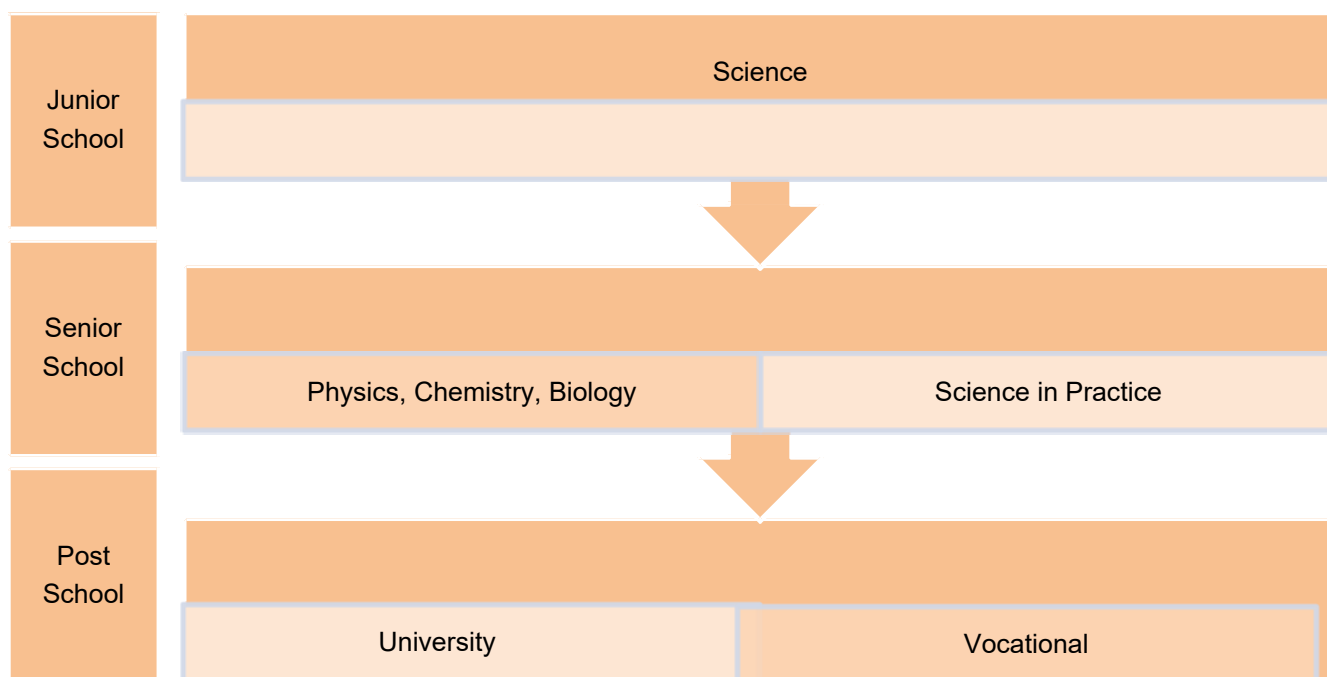 Junior
School
Science
Senior
School
Physics, Chemistry, Biology
Science in Practice
Post
School
University
Vocational